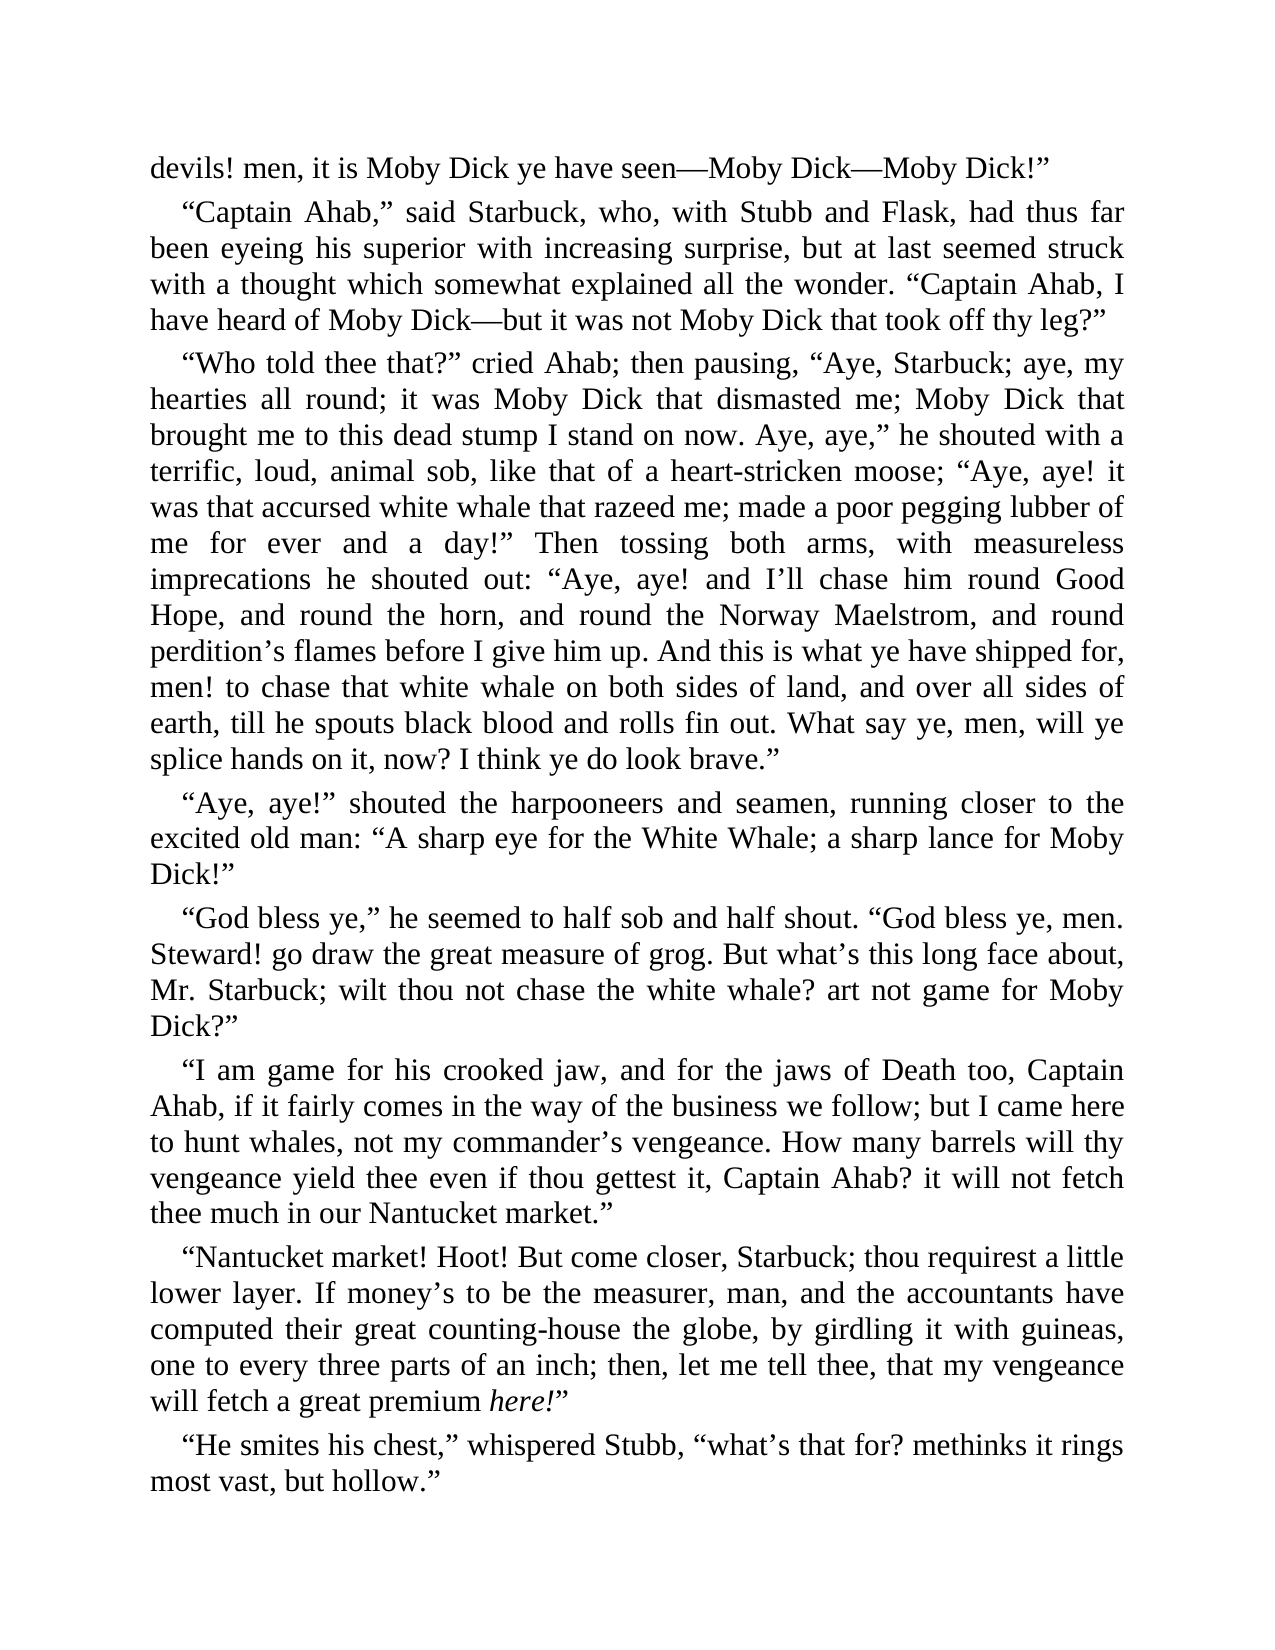 devils! men, it is Moby Dick ye have seen—Moby Dick—Moby Dick!”
“Captain Ahab,” said Starbuck, who, with Stubb and Flask, had thus far
been eyeing his superior with increasing surprise, but at last seemed struck
with a thought which somewhat explained all the wonder. “Captain Ahab, I
have heard of Moby Dick—but it was not Moby Dick that took off thy leg?”
“Who told thee that?” cried Ahab; then pausing, “Aye, Starbuck; aye, my
hearties all round; it was Moby Dick that dismasted me; Moby Dick that
brought me to this dead stump I stand on now. Aye, aye,” he shouted with a
terrific, loud, animal sob, like that of a heart-stricken moose; “Aye, aye! it
was that accursed white whale that razeed me; made a poor pegging lubber of
me for ever and a day!” Then tossing both arms, with measureless
imprecations he shouted out: “Aye, aye! and I’ll chase him round Good
Hope, and round the horn, and round the Norway Maelstrom, and round
perdition’s flames before I give him up. And this is what ye have shipped for,
men! to chase that white whale on both sides of land, and over all sides of
earth, till he spouts black blood and rolls fin out. What say ye, men, will ye
splice hands on it, now? I think ye do look brave.”
“Aye, aye!” shouted the harpooneers and seamen, running closer to the
excited old man: “A sharp eye for the White Whale; a sharp lance for Moby
Dick!”
“God bless ye,” he seemed to half sob and half shout. “God bless ye, men.
Steward! go draw the great measure of grog. But what’s this long face about,
Mr. Starbuck; wilt thou not chase the white whale? art not game for Moby
Dick?”
“I am game for his crooked jaw, and for the jaws of Death too, Captain
Ahab, if it fairly comes in the way of the business we follow; but I came here
to hunt whales, not my commander’s vengeance. How many barrels will thy
vengeance yield thee even if thou gettest it, Captain Ahab? it will not fetch
thee much in our Nantucket market.”
“Nantucket market! Hoot! But come closer, Starbuck; thou requirest a little
lower layer. If money’s to be the measurer, man, and the accountants have
computed their great counting-house the globe, by girdling it with guineas,
one to every three parts of an inch; then, let me tell thee, that my vengeance
will fetch a great premium here!”
“He smites his chest,” whispered Stubb, “what’s that for? methinks it rings
most vast, but hollow.”